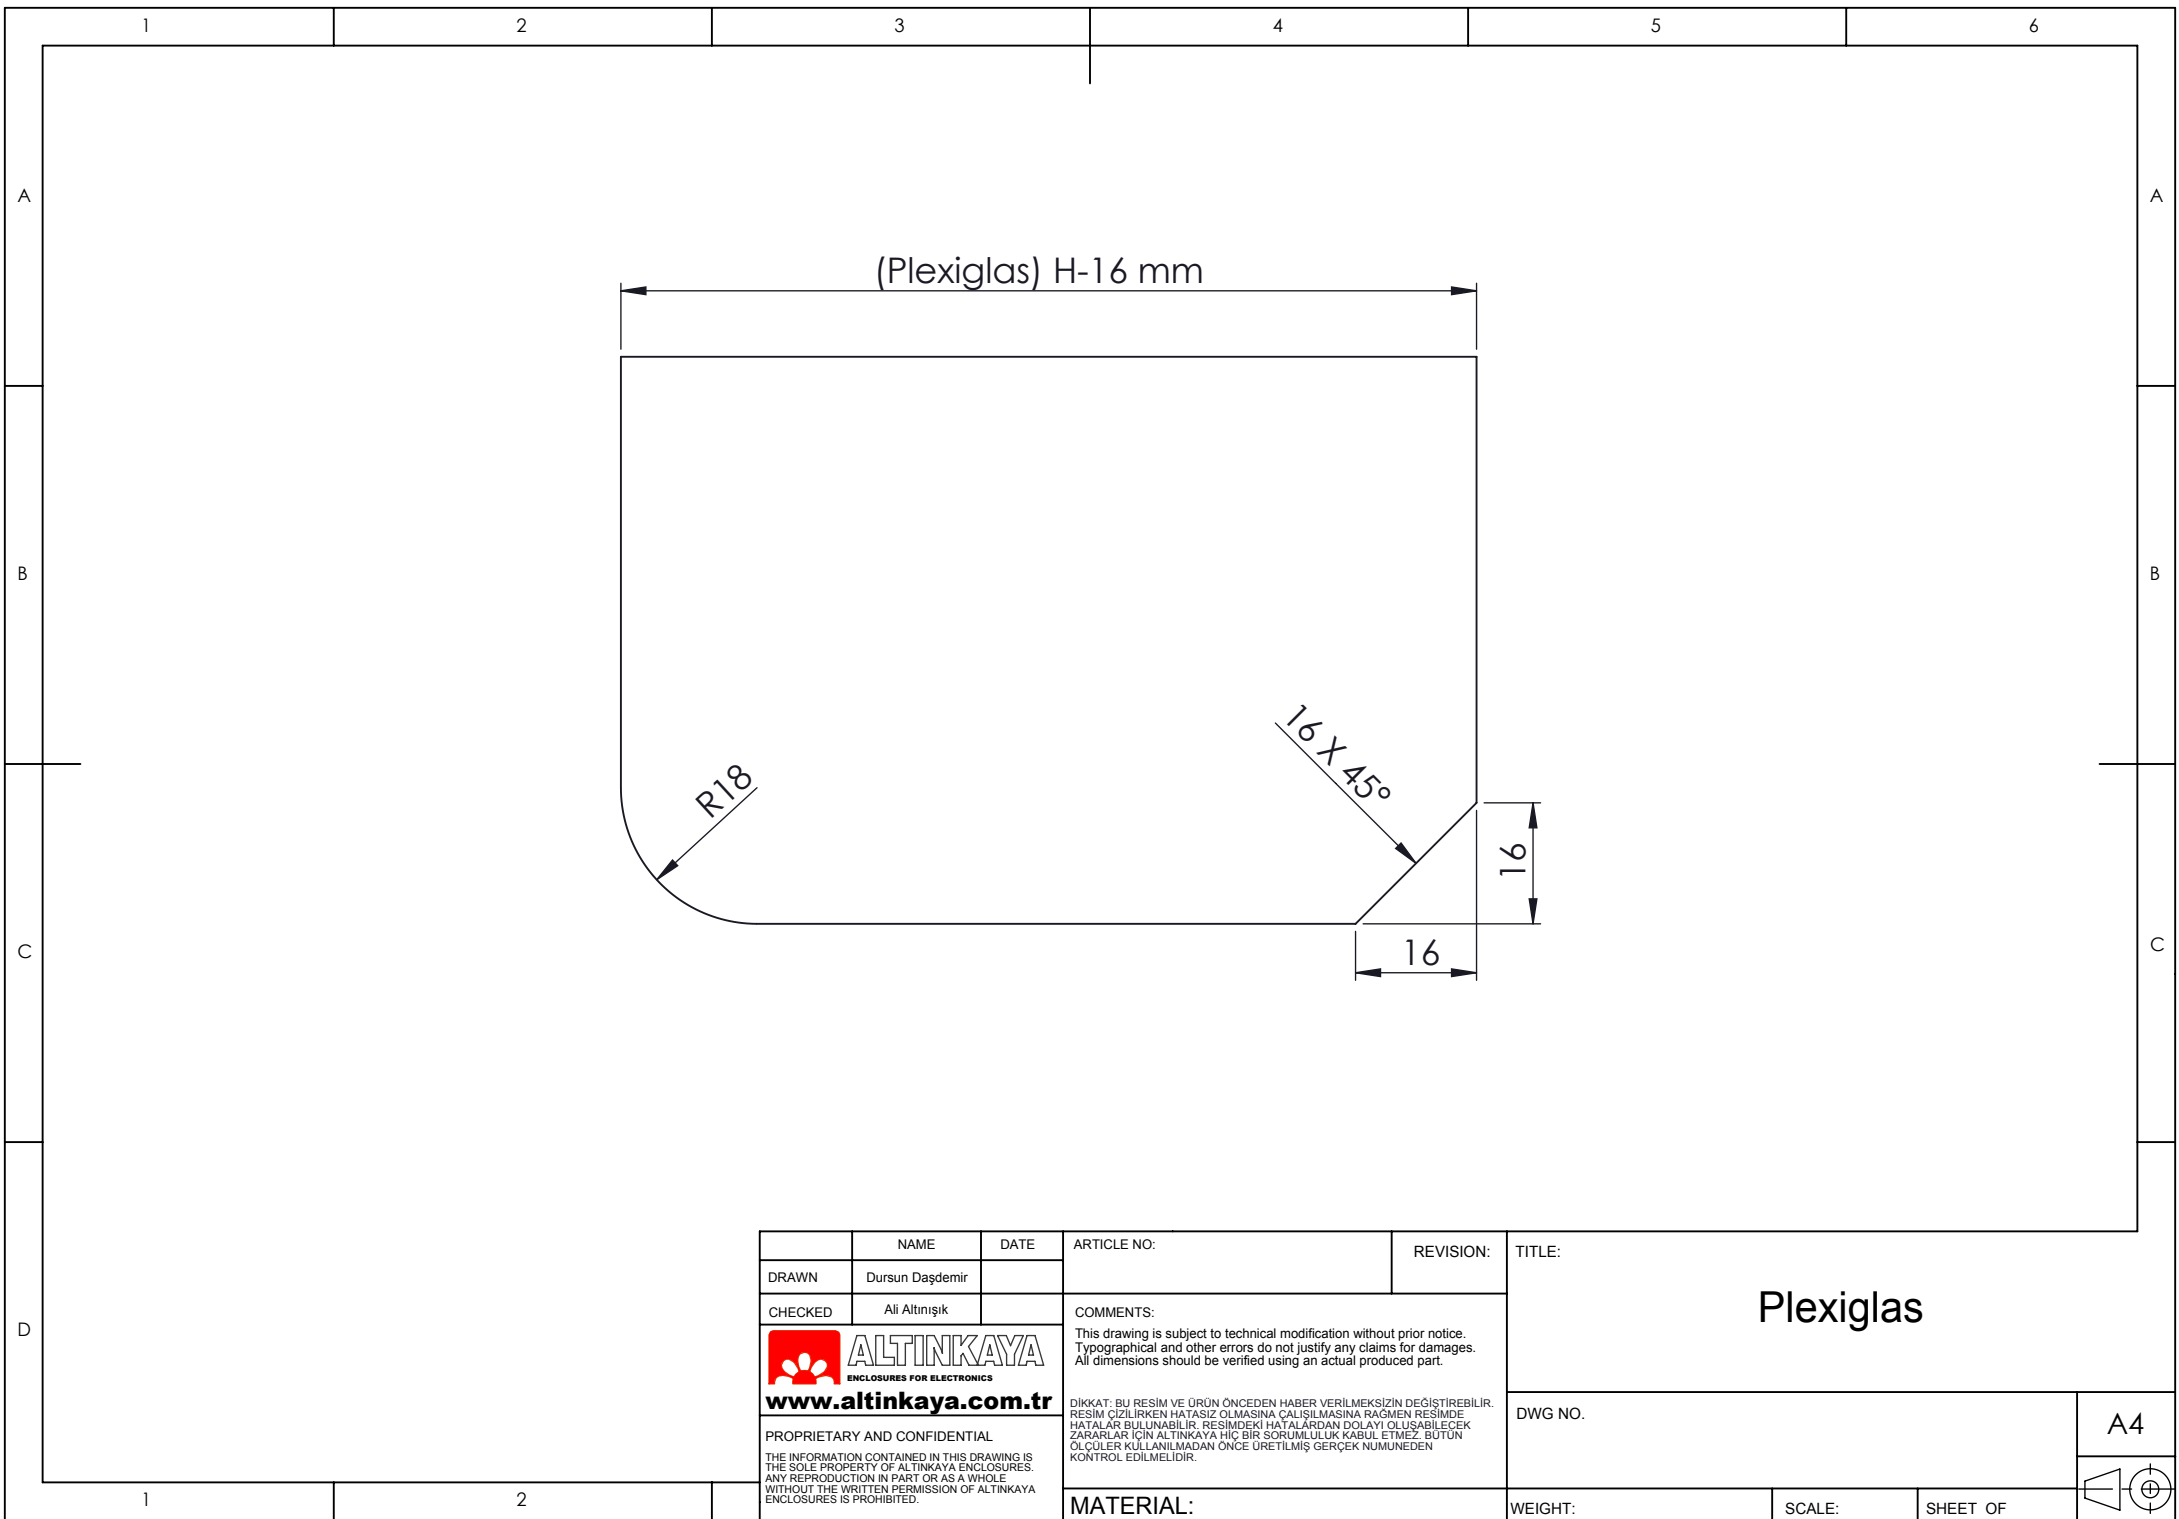 1 2 3 4 5 6
A A
(Plexiglas) H-16 mm
B B
16 X 45°
R18
16
C C
16
NAME DATE
DRAWN Dursun Daşdemir
CHECKED Ali Altınışık
ARTICLE NO:
REVISION:
TITLE:
Plexiglas
D
ALTINKAYA
ENCLOSURES FOR ELECTRONICS
www.altinkaya.com.tr
PROPRIETARY AND CONFIDENTIAL
THE INFORMATION CONTAINED IN THIS DRAWING IS
THE SOLE PROPERTY OF ALTINKAYA ENCLOSURES.
ANY REPRODUCTION IN PART OR AS A WHOLE
WITHOUT THE WRITTEN PERMISSION OF ALTINKAYA
ENCLOSURES IS PROHIBITED.
COMMENTS:
This drawing is subject to technical modification without prior notice.
Typographical and other errors do not justify any claims for damages.
All dimensions should be verified using an actual produced part.
DİKKAT: BU RESİM VE ÜRÜN ÖNCEDEN HABER VERİLMEKSİZİN DEĞİŞTİREBİLİR.
RESİM ÇİZİLİRKEN HATASIZ OLMASINA ÇALIŞILMASINA RAĞMEN RESİMDE
HATALAR BULUNABİLİR. RESİMDEKİ HATALARDAN DOLAYI OLUŞABİLECEK
ZARARLAR İÇİN ALTINKAYA HİÇ BİR SORUMLULUK KABUL ETMEZ. BÜTÜN
ÖLÇÜLER KULLANILMADAN ÖNCE ÜRETİLMİŞ GERÇEK NUMUNEDEN
KONTROL EDİLMELİDİR.
DWG NO.
A4
1 2
MATERIAL:
WEIGHT:
SCALE:
SHEET OF